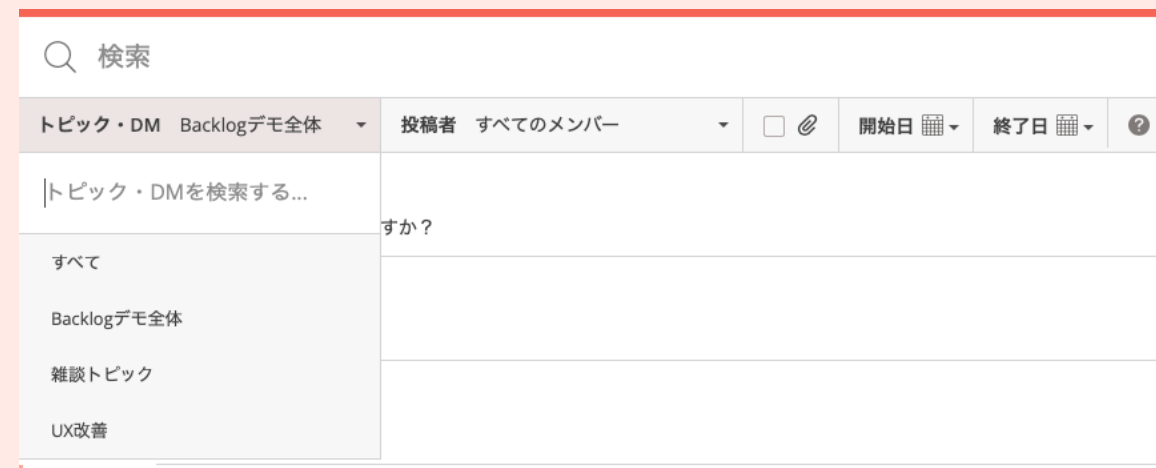 検索
トピック・DM Backlogデモ全体 投稿者 すべてのメンバー 開始日 終了日 ?
トピック・DMを検索する...
すか？
すべて
Backlogデモ全体
雑談トピック
UX改善